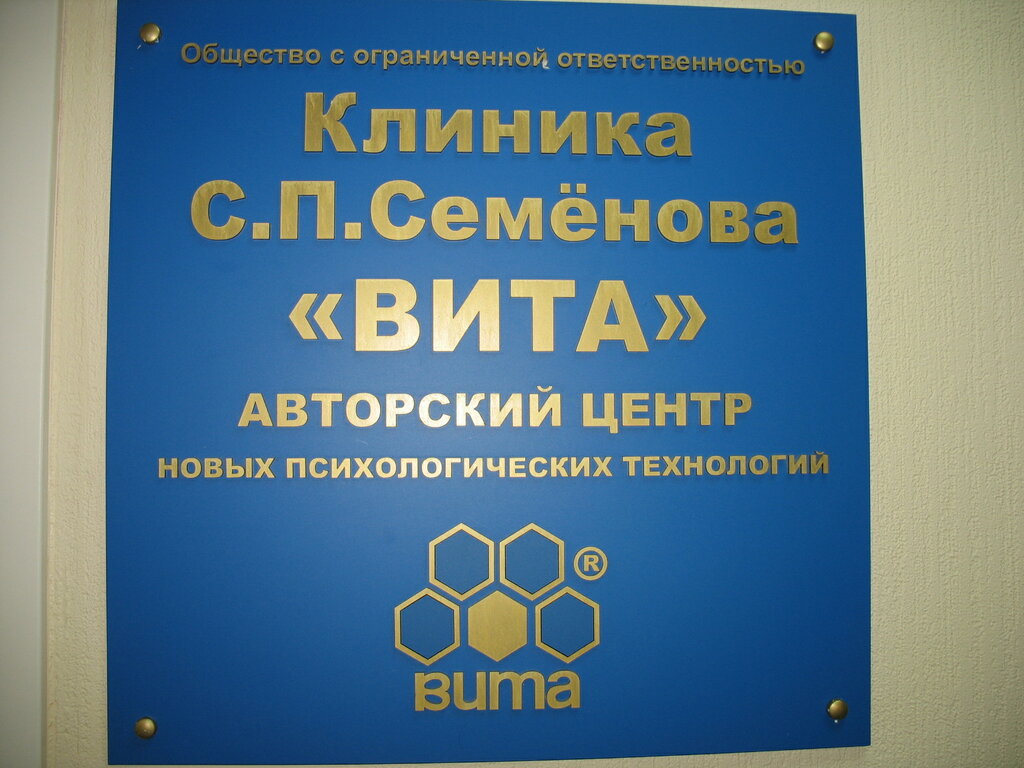 Общество с ограниченной ответственностью
Клиника
С.П.Семёнова
«ВИТА»
АВТОРСКИЙ ЦЕНТР
НОВЫХ ПСИХОЛОГИЧЕСКИХ ТЕХНОЛОГИЙ
®
вита